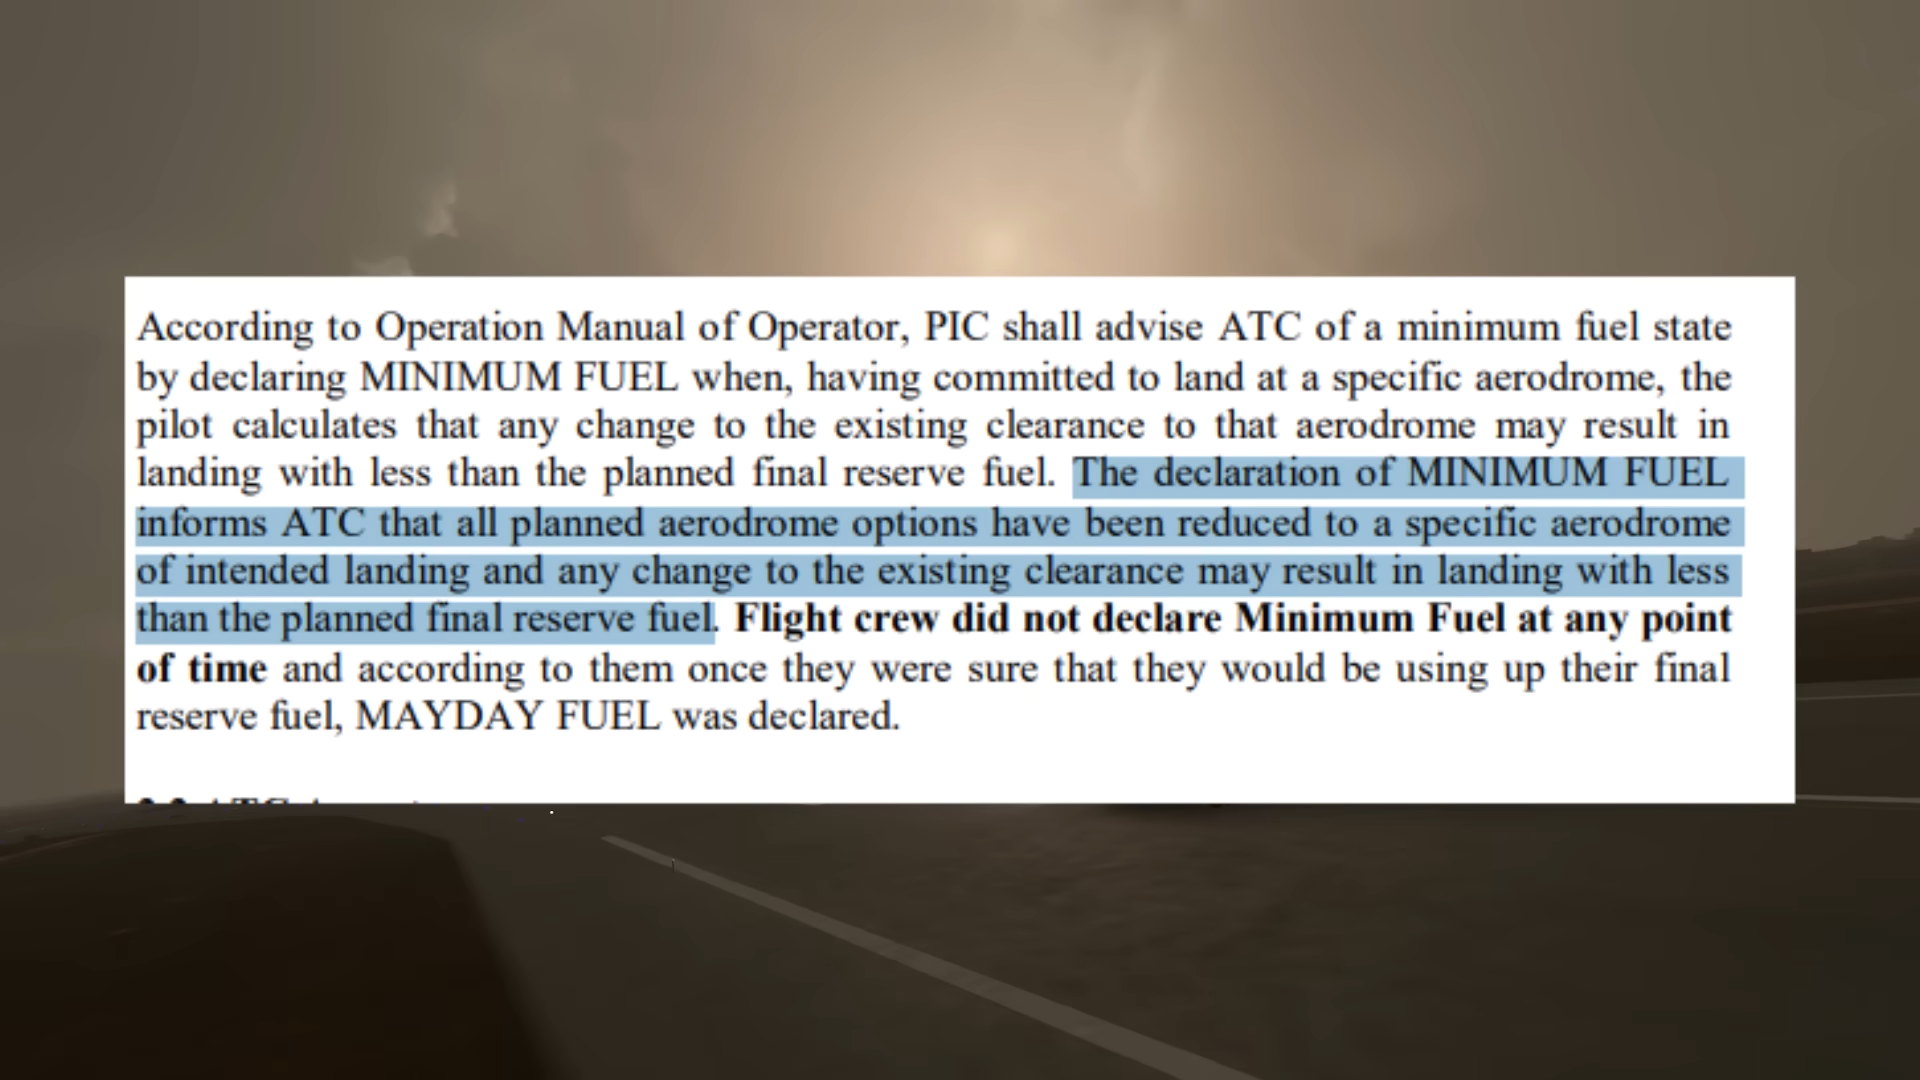 According to Operation Manual of Operator, PIC shall advise ATC of a minimum fuel state
by declaring MINIMUM FUEL when, having committed to land at a specific aerodrome, the
pilot calculates that any change to the existing clearance to that aerodrome may result in
landing with less than the planned final reserve fuel. The declaration of MINIMUM FUEL
informs ATC that all planned aerodrome options have been reduced to a specific aerodrome
of intended landing and any change to the existing clearance may result in landing with less
than the planned final reserve fuel. Flight crew did not declare Minimum Fuel at any point
of time and according to them once they were sure that they would be using up their final
reserve fuel, MAYDAY FUEL was declared.